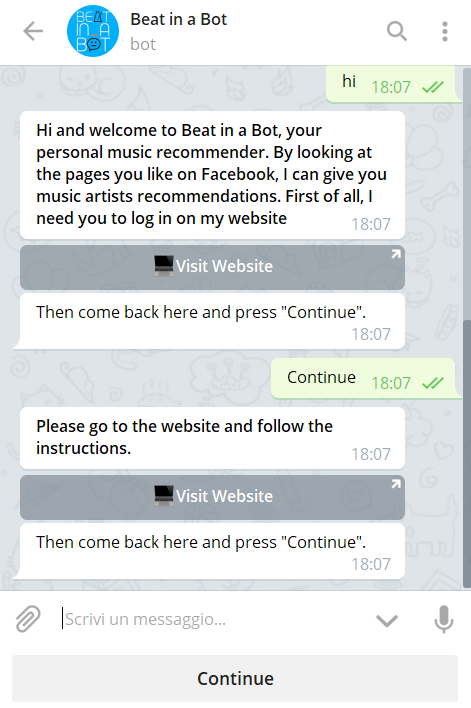 BEAT
IN A
BOT
Beat in a Bot
bot
hi
18:07
Hi and welcome to Beat in a Bot, your
personal music recommender. By looking at
the pages you like on Facebook, I can give you
music artists recommendations. First of all, I
need you to log in on my website
18:07
Visit Website
Then come back here and press "Continue".
18:07
Continue
18:07
Please go to the website and follow the
instructions.
18:07
Visit Website
Then come back here and press "Continue".
18:07
Scrivi un messaggio...
Continue